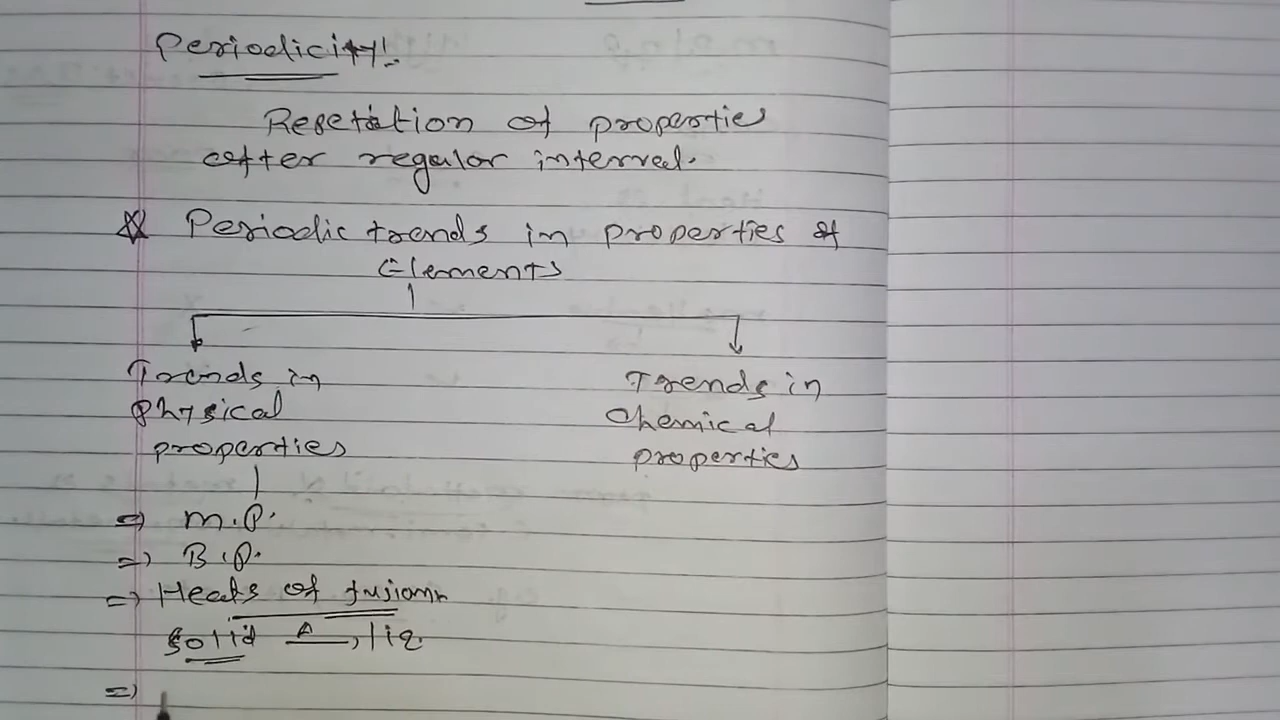 Periodicity:-
Repetition of propertie
after regular interval.
☆ Periodic trends in properties of
Elements
Trends in
Physical
properties
Trends in
Chemical
properties
=) M.P.
=) B.P.
=) Heats of fusion
solid Δ, liq.
=)